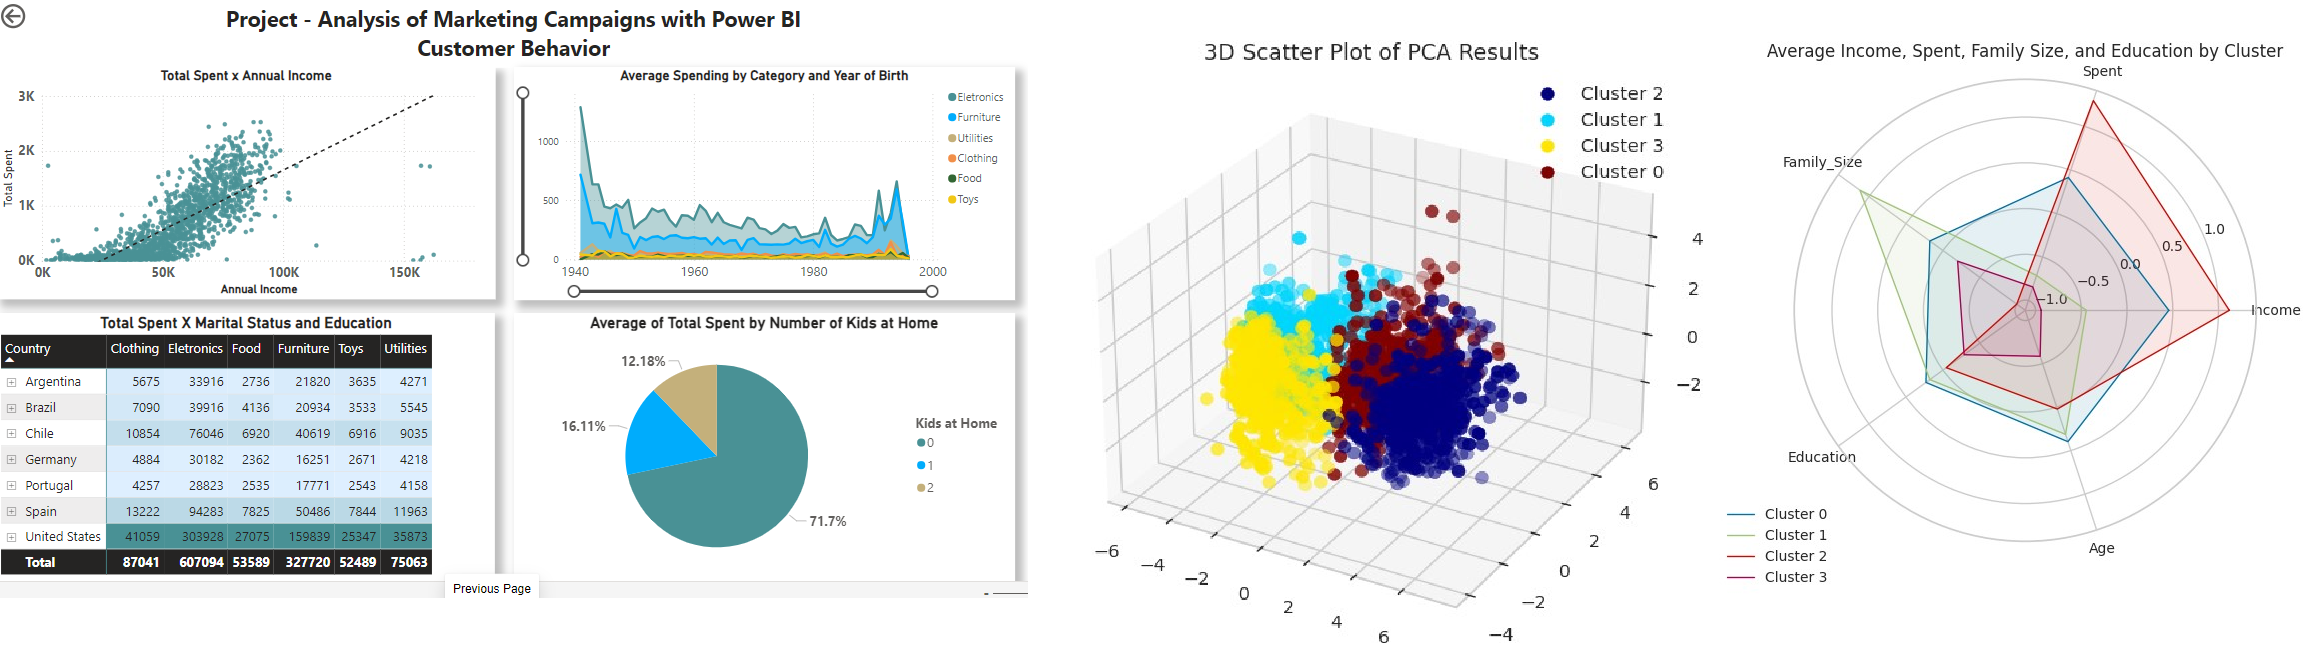 Project - Analysis of Marketing Campaigns with Power BI
Customer Behavior
Total Spent x Annual Income
3K
2K
1K
0K
Total Spent
0K 50K 100K 150K
Annual Income
Average Spending by Category and Year of Birth
1000
500
0
1940 1960 1980 2000
Eletronics
Furniture
Utilities
Clothing
Food
Toys
Total Spent X Marital Status and Education
Country Clothing Eletronics Food Furniture Toys Utilities
Argentina 5675 33916 2736 21820 3635 4271
Brazil 7090 39916 4136 20934 3533 5545
Chile 10854 76046 6920 40619 6916 9035
Germany 4884 30182 2362 16251 2671 4218
Portugal 4257 28823 2535 17771 2543 4158
Spain 13222 94283 7825 50486 7844 11963
United States 41059 303928 27075 159839 25347 35873
Total 87041 607094 53589 327720 52489 75063
Previous Page
Average of Total Spent by Number of Kids at Home
12.18%
16.11%
71.7%
Kids at Home
0
1
2
3D Scatter Plot of PCA Results
Cluster 2
Cluster 1
Cluster 3
Cluster 0
4
2
0
−2
−6 −4 −2 0 2 4 6
6
4
2
0
−2
−4
Average Income, Spent, Family Size, and Education by Cluster
Spent
Family_Size
1.0
0.5
0.0
−0.5
−1.0
Income
Education
Age
Cluster 0
Cluster 1
Cluster 2
Cluster 3